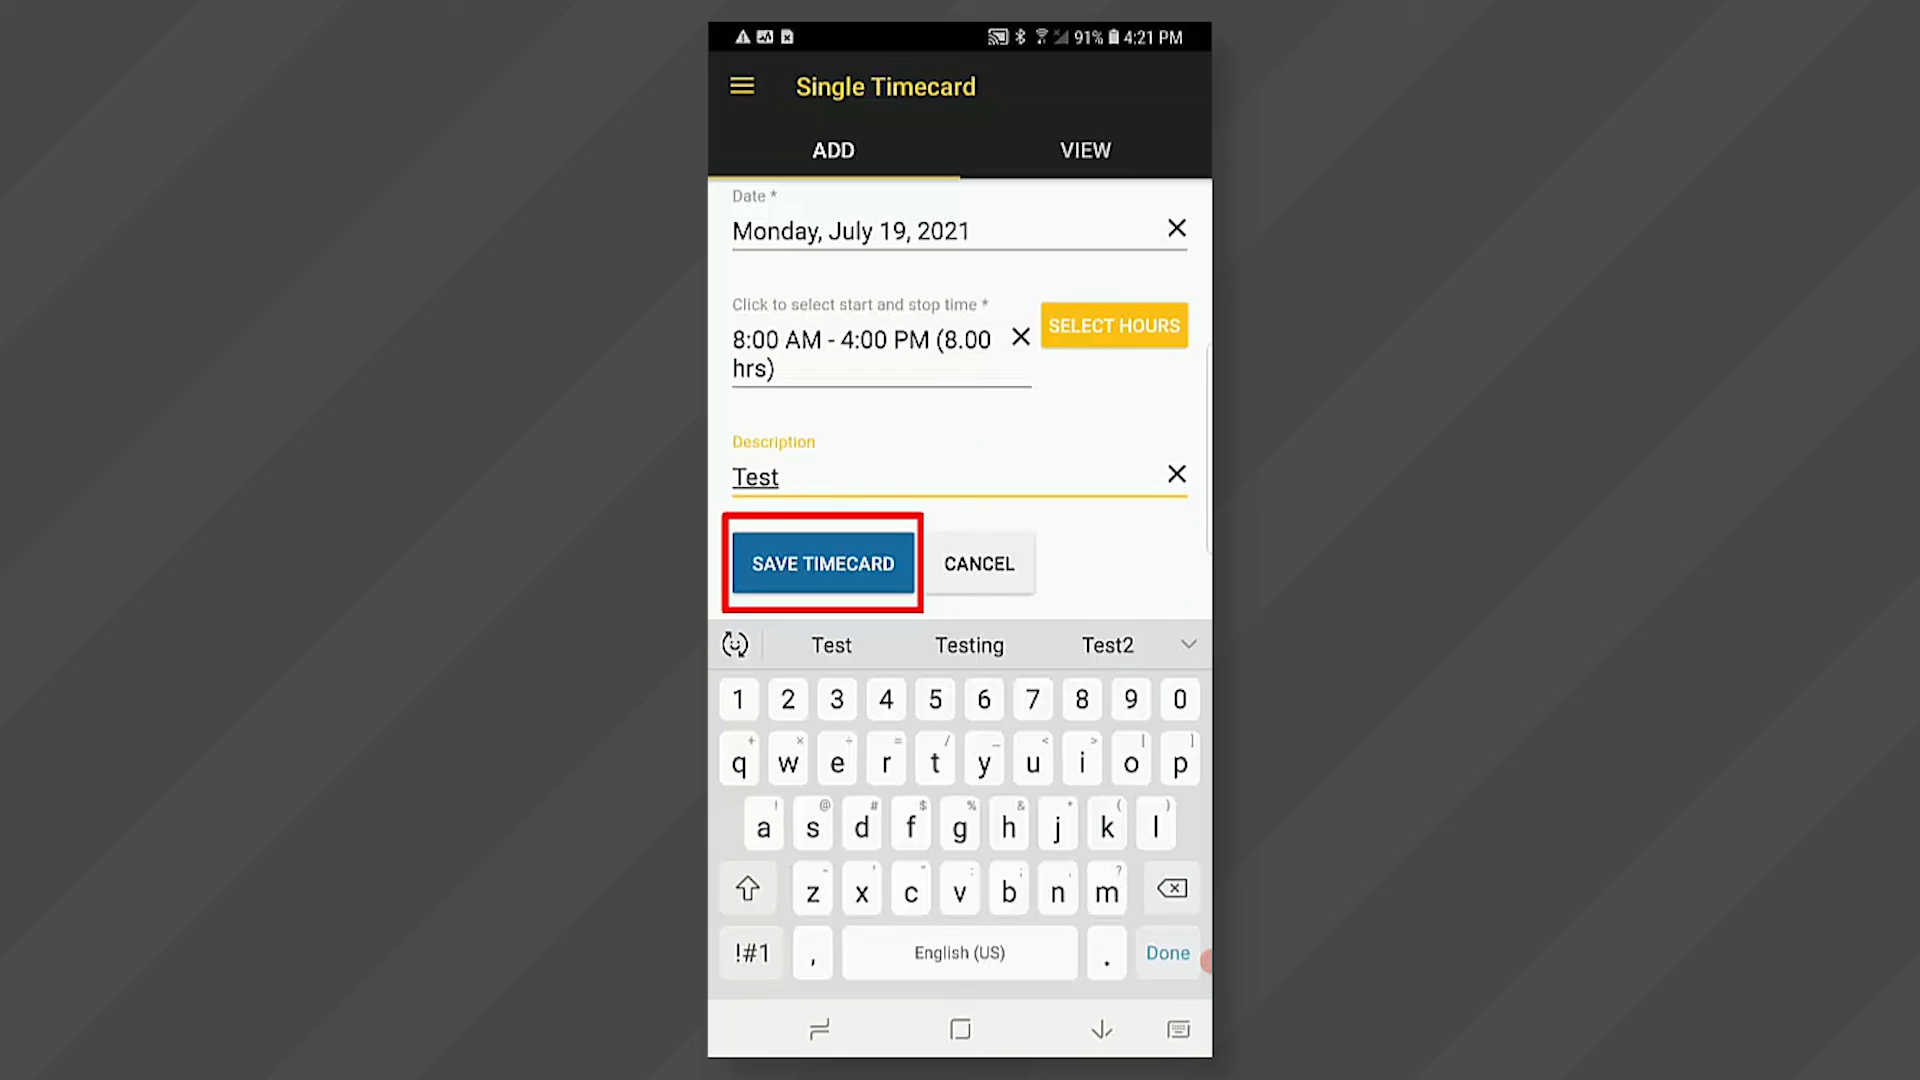 91% 4:21 PM
Single Timecard
ADD VIEW
Date *
Monday, July 19, 2021
Click to select start and stop time *
8:00 AM - 4:00 PM (8.00
hrs)
SELECT HOURS
Description
Test
SAVE TIMECARD CANCEL
Test Testing Test2
1 2 3 4 5 6 7 8 9 0
+ × ÷ = / _ < > [ ]
q w e r t y u i o p
! @ # $ % & * ( )
a s d f g h j k l
- ' " : ; , ?
z x c v b n m
!#1 , English (US) . Done